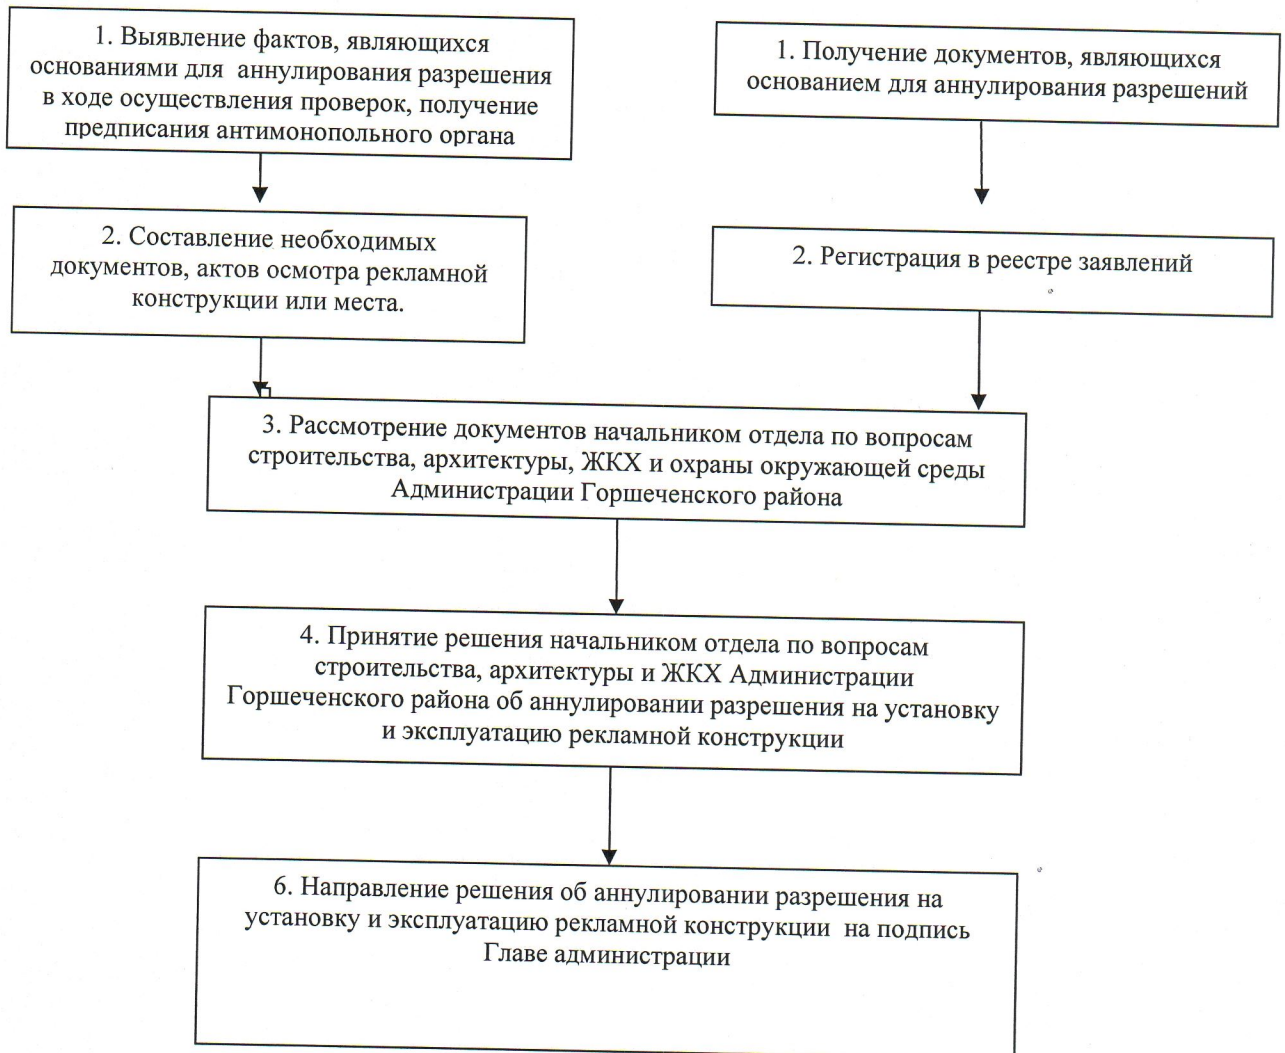 1. Выявление фактов, являющихся
основаниями для аннулирования разрешения
в ходе осуществления проверок, получение
предписания антимонопольного органа
1. Получение документов, являющихся
основанием для аннулирования разрешений
2. Составление необходимых
документов, актов осмотра рекламной
конструкции или места.
2. Регистрация в реестре заявлений
3. Рассмотрение документов начальником отдела по вопросам
строительства, архитектуры, ЖКХ и охраны окружающей среды
Администрации Горшеченского района
4. Принятие решения начальником отдела по вопросам
строительства, архитектуры и ЖКХ Администрации
Горшеченского района об аннулировании разрешения на установку
и эксплуатацию рекламной конструкции
6. Направление решения об аннулировании разрешения на
установку и эксплуатацию рекламной конструкции на подпись
Главе администрации